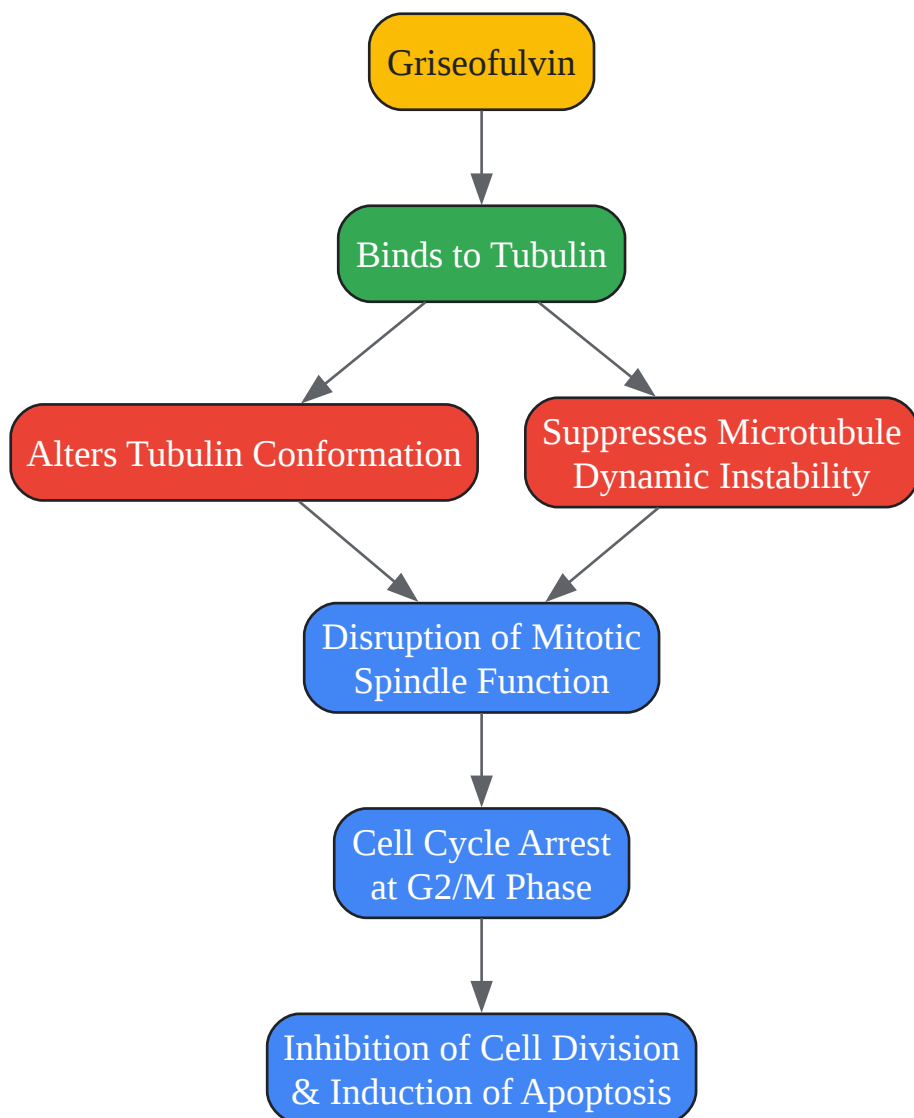 Griseofulvin
Binds to Tubulin
Alters Tubulin Conformation
Suppresses Microtubule
Dynamic Instability
Disruption of Mitotic
Spindle Function
Cell Cycle Arrest
at G2/M Phase
Inhibition of Cell Division
& Induction of Apoptosis